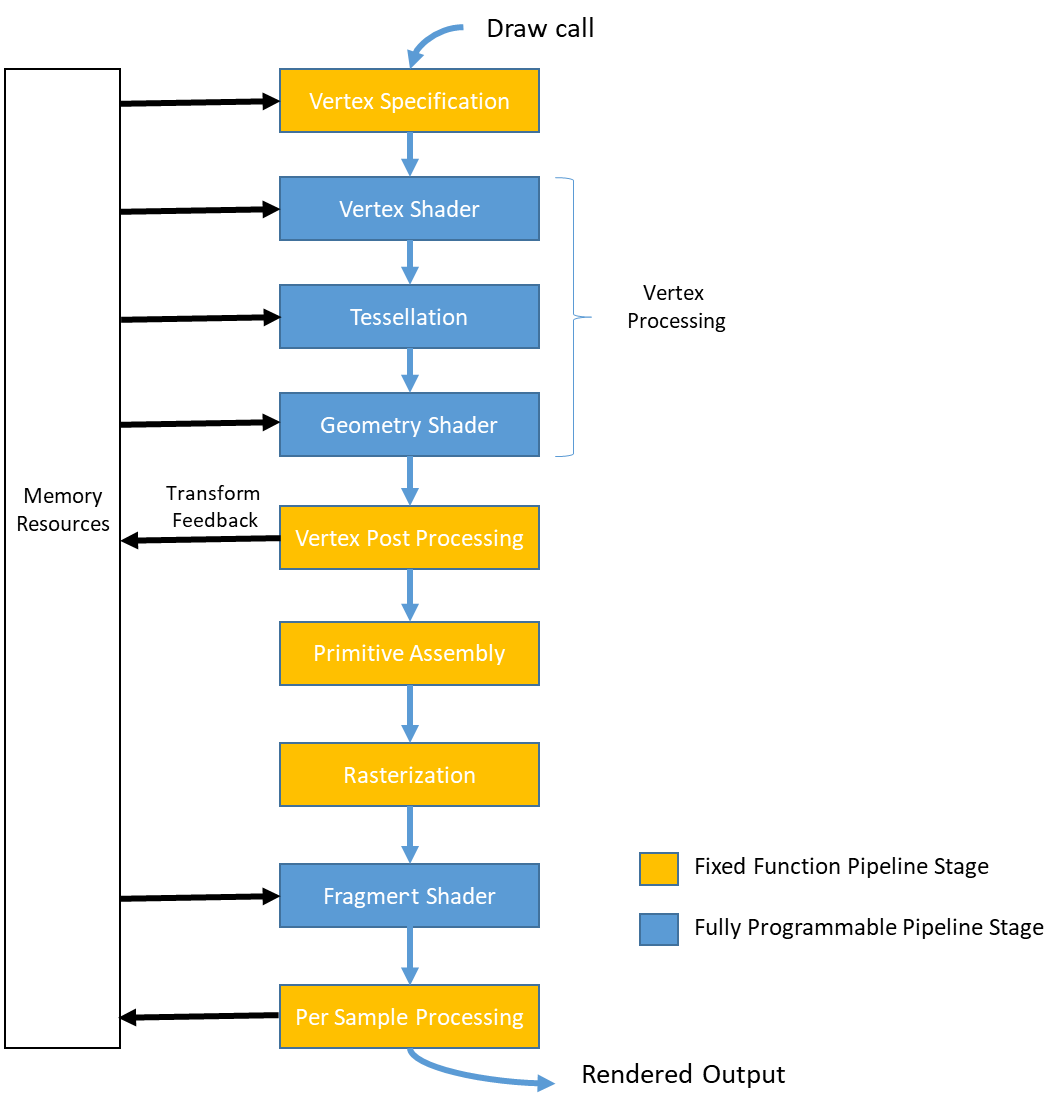 Draw call
Vertex Specification
Vertex Shader
Tessellation
Vertex
Processing
Geometry Shader
Memory
Resources
Transform
Feedback
Vertex Post Processing
Primitive Assembly
Rasterization
Fixed Function Pipeline Stage
Fragment Shader
Fully Programmable Pipeline Stage
Per Sample Processing
Rendered Output